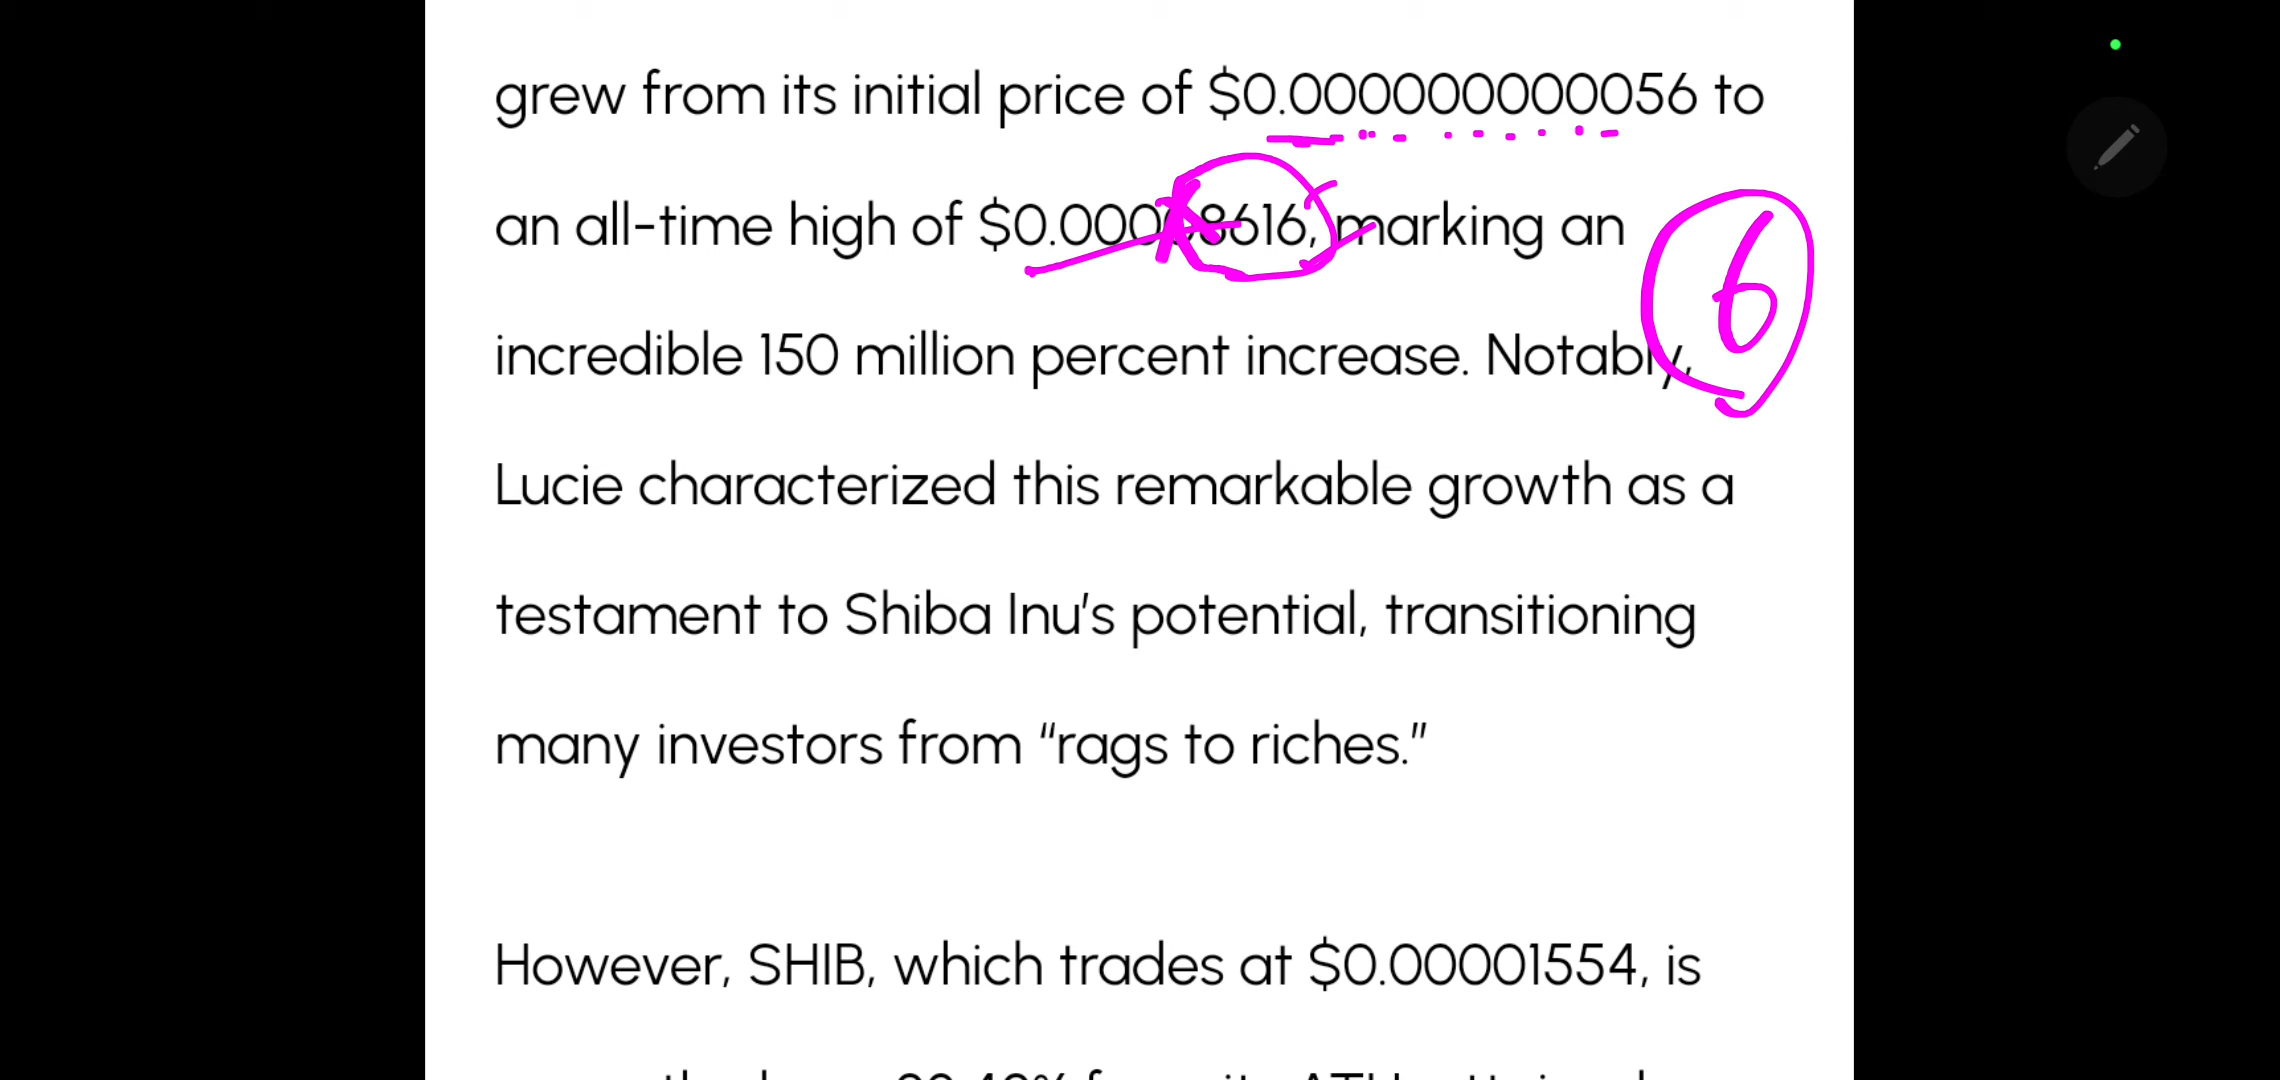 grew from its initial price of $0.000000000056 to
an all-time high of $0.00008616, marking an
6
incredible 150 million percent increase. Notably,
Lucie characterized this remarkable growth as a
testament to Shiba Inu's potential, transitioning
many investors from “rags to riches.”
However, SHIB, which trades at $0.00001554, is